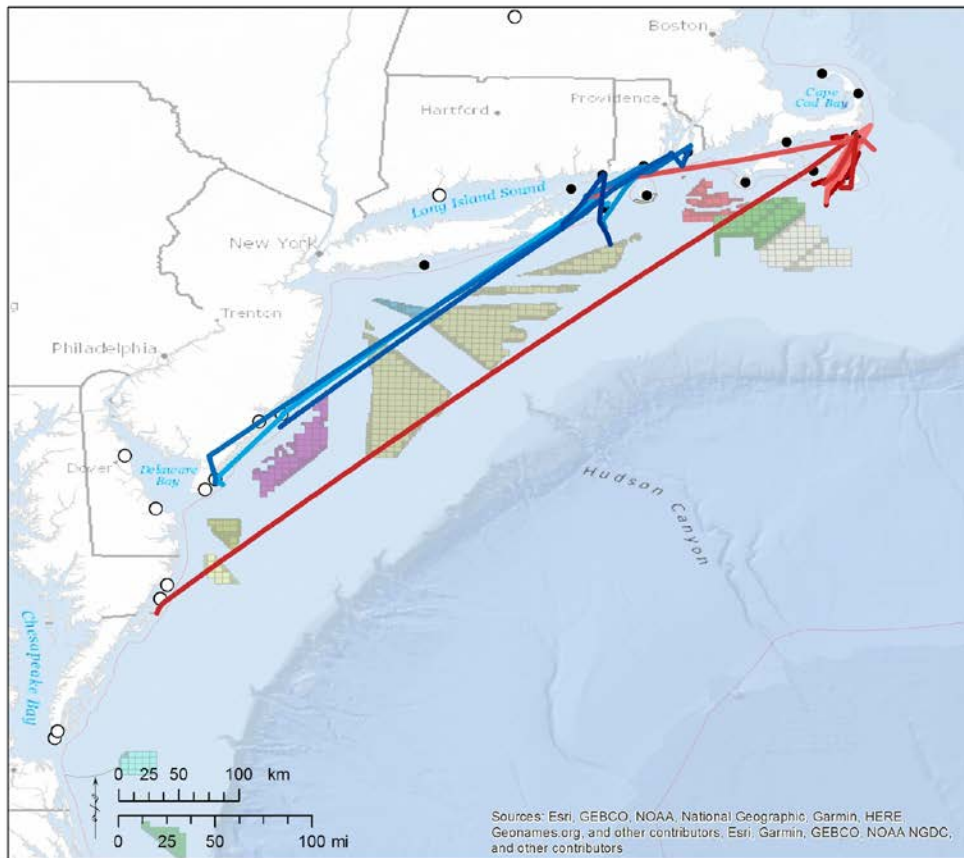 Boston
Cape
Cod Bay
Providence
Hartford
Long Island Sound
New York
g
Trenton
Philadelphia
Dover
Delaware
Bay
Hudson Canyon
Chesapeake Bay
0 25 50 100 km
0 25 50 100 mi
Sources: Esri, GEBCO, NOAA, National Geographic, Garmin, HERE,
Geonames.org, and other contributors, Esri, Garmin, GEBCO, NOAA NGDC,
and other contributors